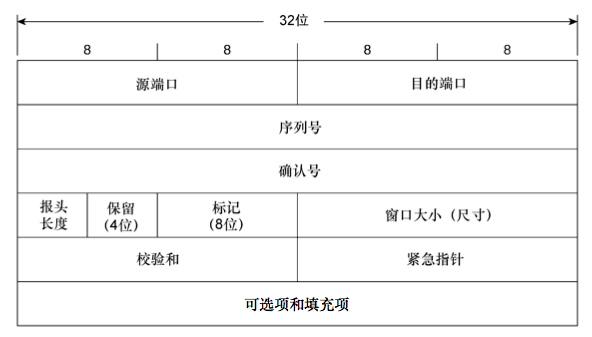 32位
8 8 8 8
源端口 目的端口
序列号
确认号
报头 保留 标记 窗口大小（尺寸）
长度 (4位) (8位)
校验和 紧急指针
可选项和填充项